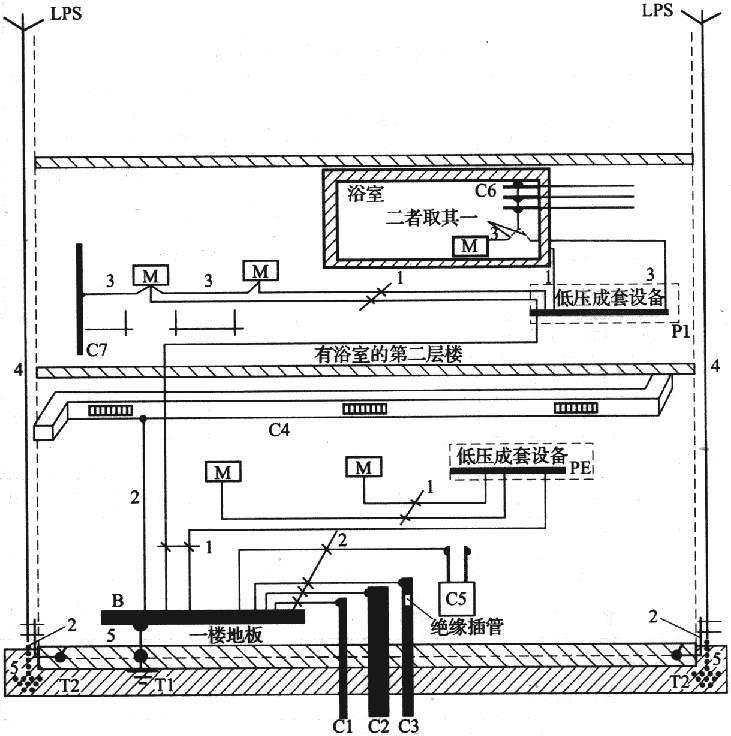 LPS
LPS
浴室
C6
二者取其一
3
M
3
M
3
M
1
1
3
低压成套设备
C7
P1
有浴室的第二层楼
4
4
C4
低压成套设备
M
M
1
PE
2
1
2
B
C5
5
一楼地板
绝缘插管
2
2
5
T2
T1
T2
5
C1
C2
C3